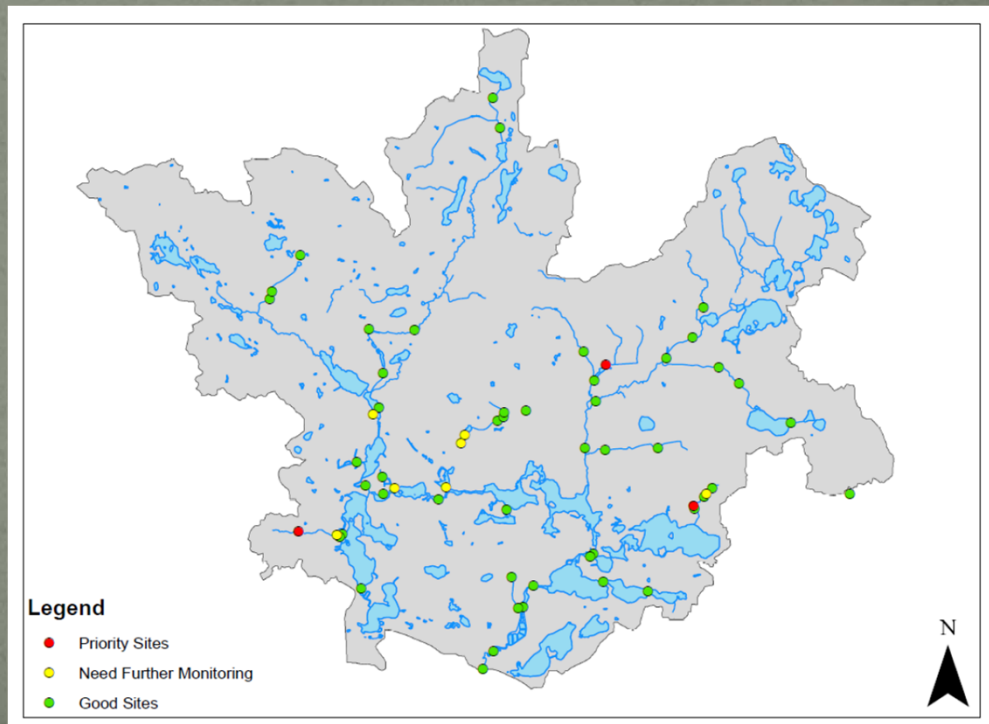 N
Legend
Priority Sites
Need Further Monitoring
Good Sites